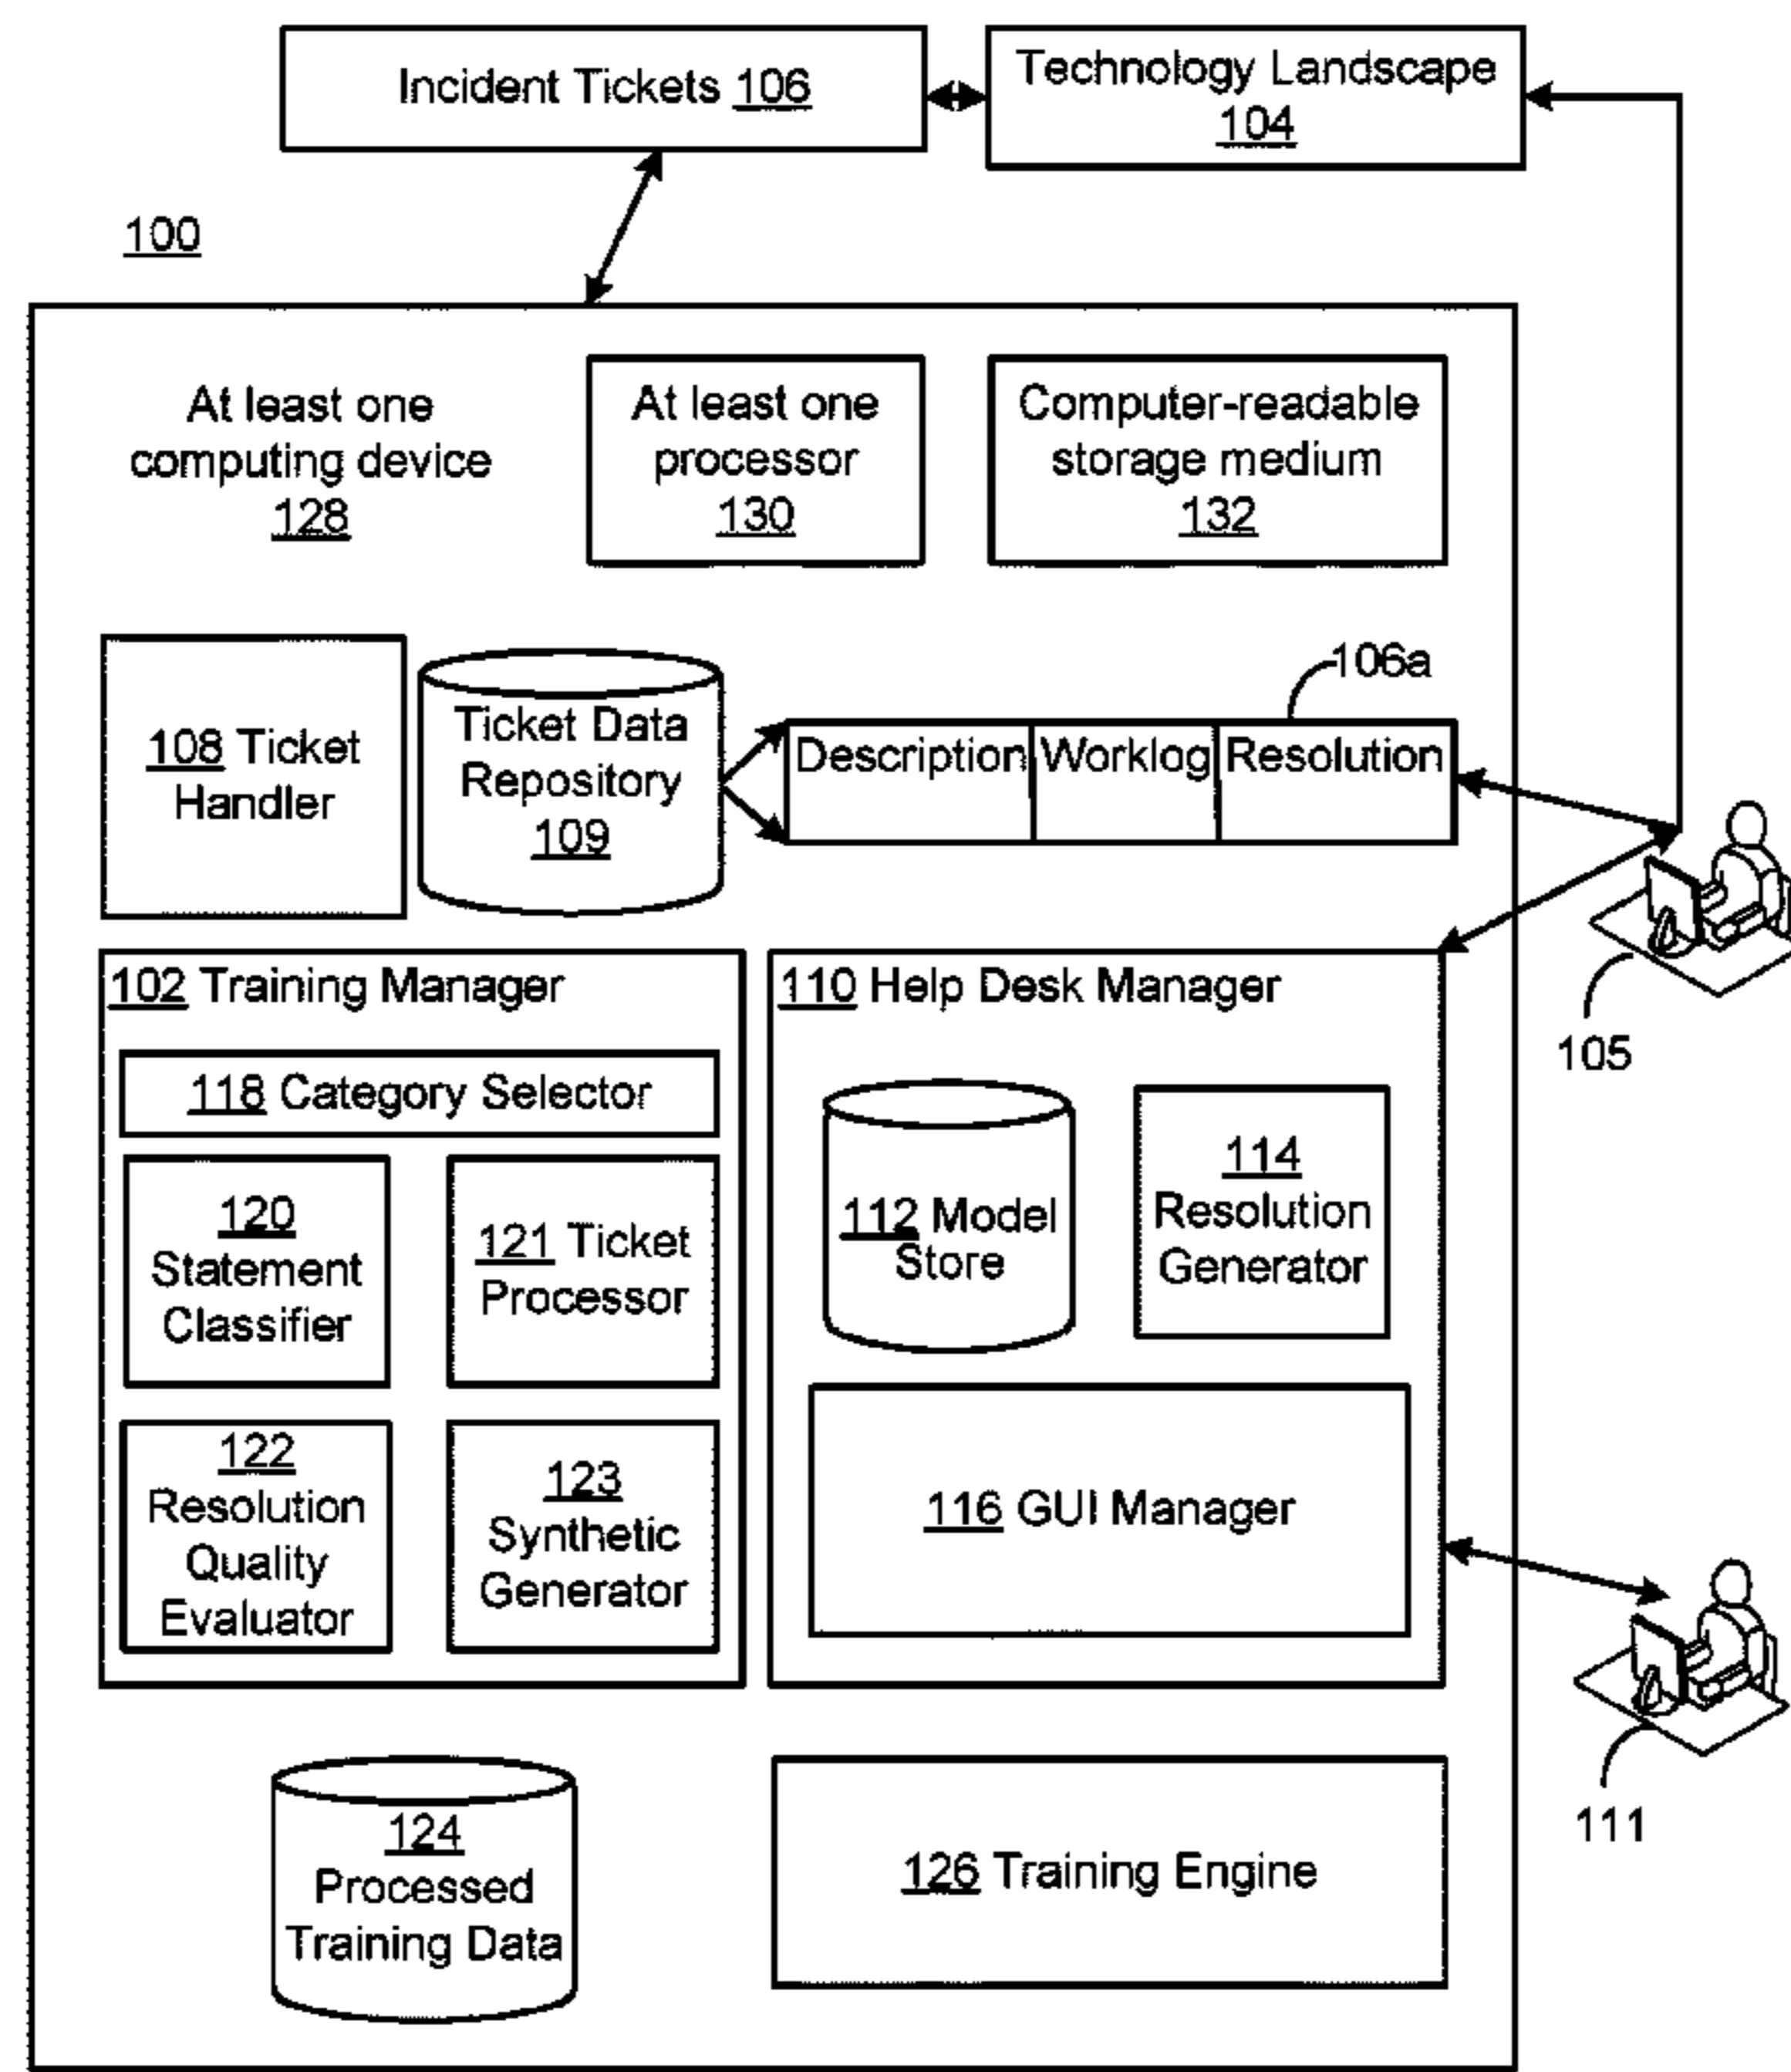 Incident Tickets 106
Technology Landscape
104
100
At least one
computing device
128
At least one
processor
130
Computer-readable
storage medium
132
108 Ticket
Handler
Ticket Data
Repository
109
106a
Description Worklog Resolution
105
102 Training Manager
118 Category Selector
120
Statement
Classifier
121 Ticket
Processor
122
Resolution
Quality
Evaluator
123
Synthetic
Generator
110 Help Desk Manager
112 Model
Store
114
Resolution
Generator
116 GUI Manager
111
124
Processed
Training Data
126 Training Engine